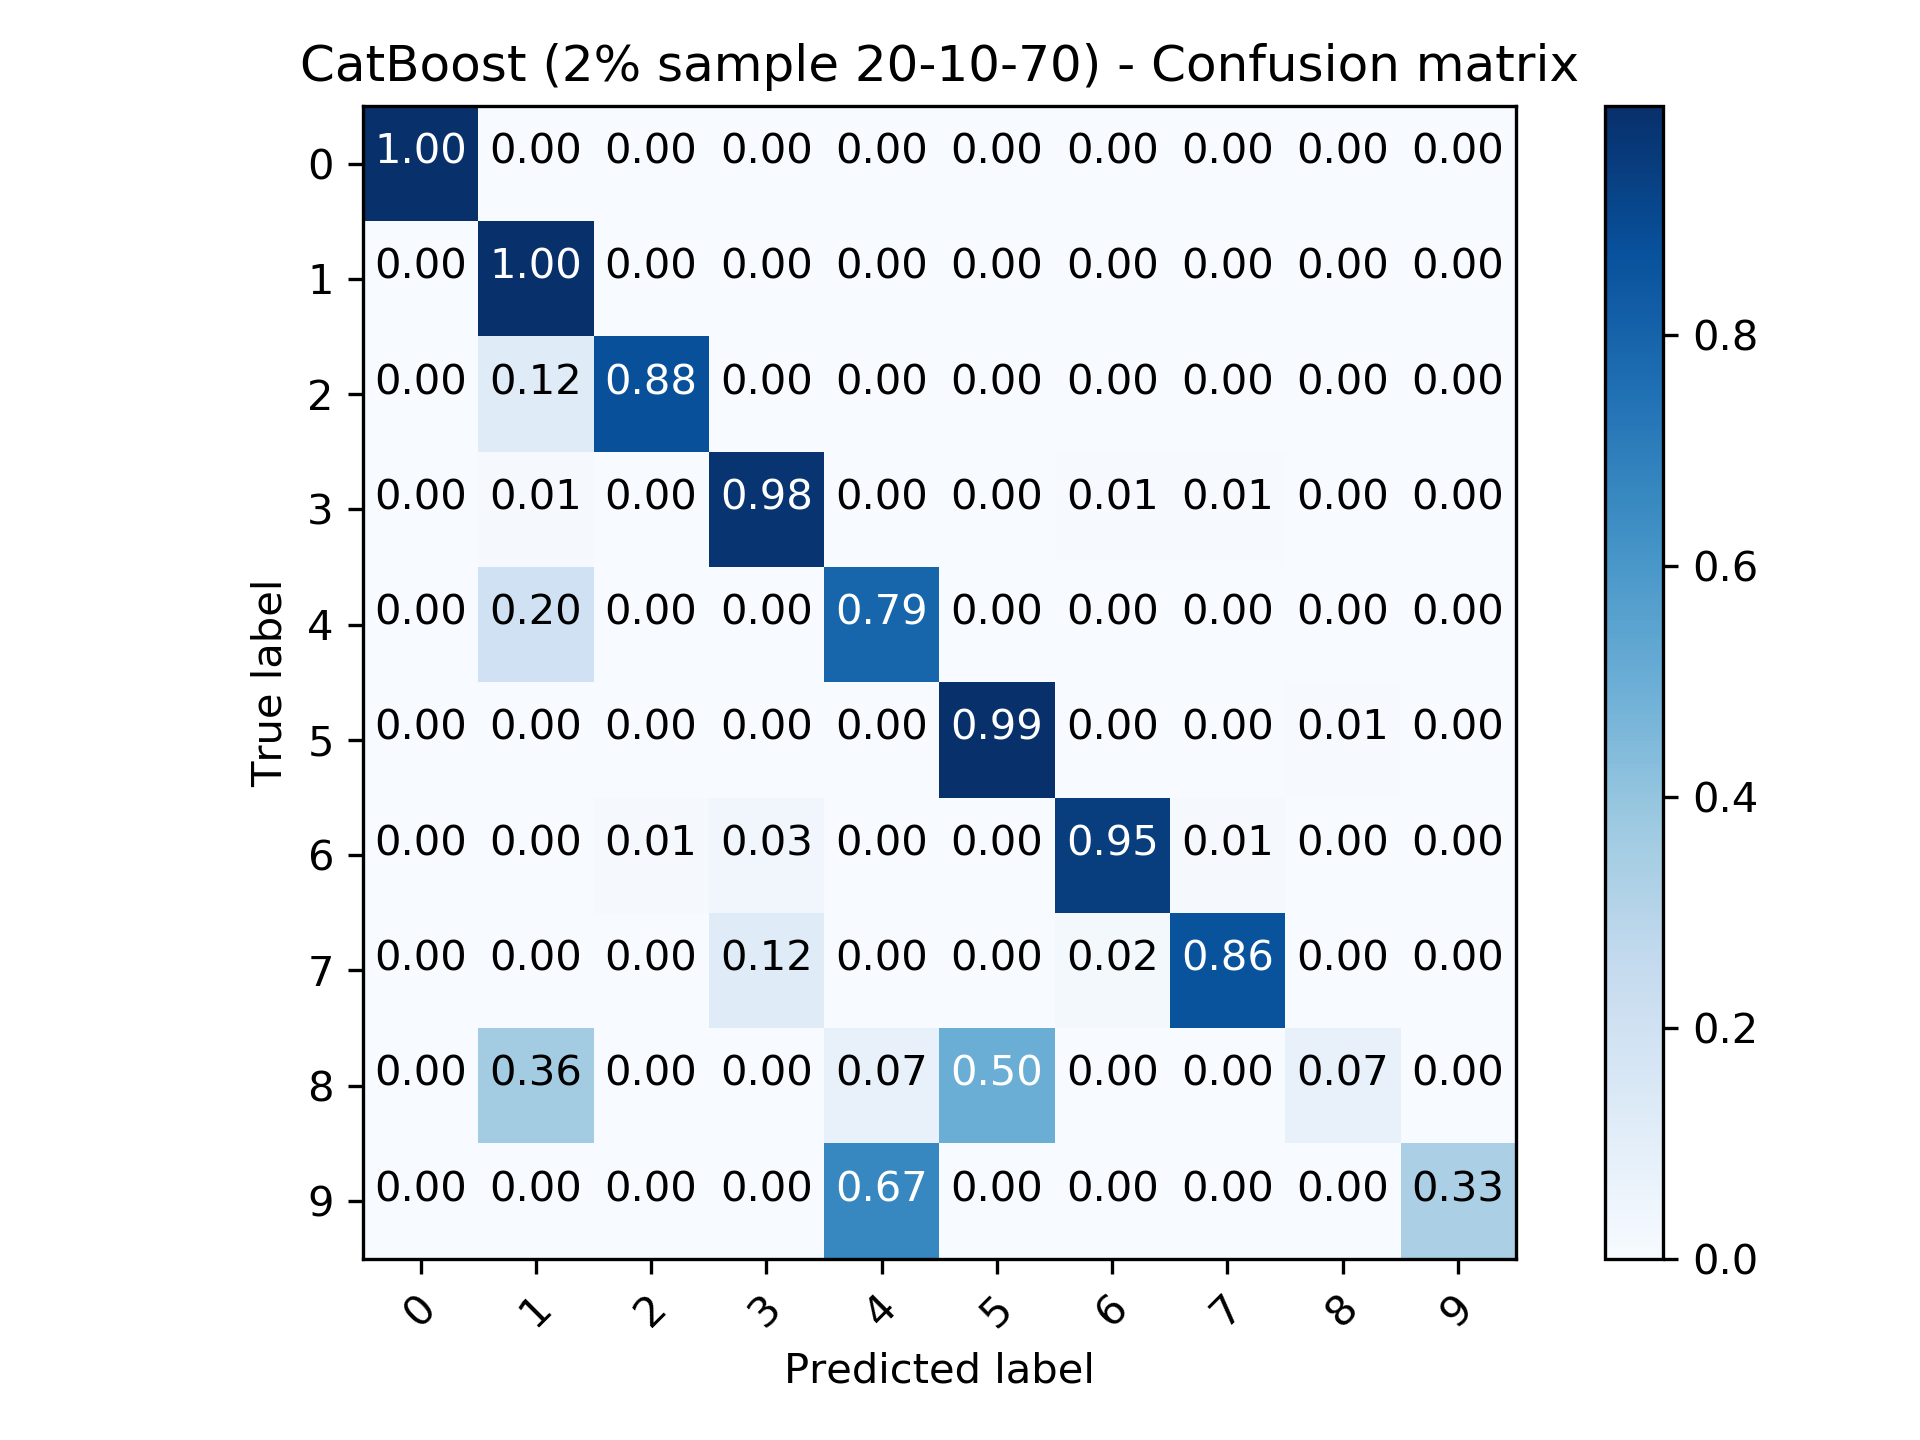 CatBoost (2% sample 20-10-70) - Confusion matrix
0 1.00 0.00 0.00 0.00 0.00 0.00 0.00 0.00 0.00 0.00
1 0.00 1.00 0.00 0.00 0.00 0.00 0.00 0.00 0.00 0.00
2 0.00 0.12 0.88 0.00 0.00 0.00 0.00 0.00 0.00 0.00
3 0.00 0.01 0.00 0.98 0.00 0.00 0.01 0.01 0.00 0.00
4 0.00 0.20 0.00 0.00 0.79 0.00 0.00 0.00 0.00 0.00
5 0.00 0.00 0.00 0.00 0.00 0.99 0.00 0.00 0.01 0.00
6 0.00 0.00 0.01 0.03 0.00 0.00 0.95 0.01 0.00 0.00
7 0.00 0.00 0.00 0.12 0.00 0.00 0.02 0.86 0.00 0.00
8 0.00 0.36 0.00 0.00 0.07 0.50 0.00 0.00 0.07 0.00
9 0.00 0.00 0.00 0.00 0.67 0.00 0.00 0.00 0.00 0.33
0 1 2 3 4 5 6 7 8 9
Predicted label
True label
0.8
0.6
0.4
0.2
0.0